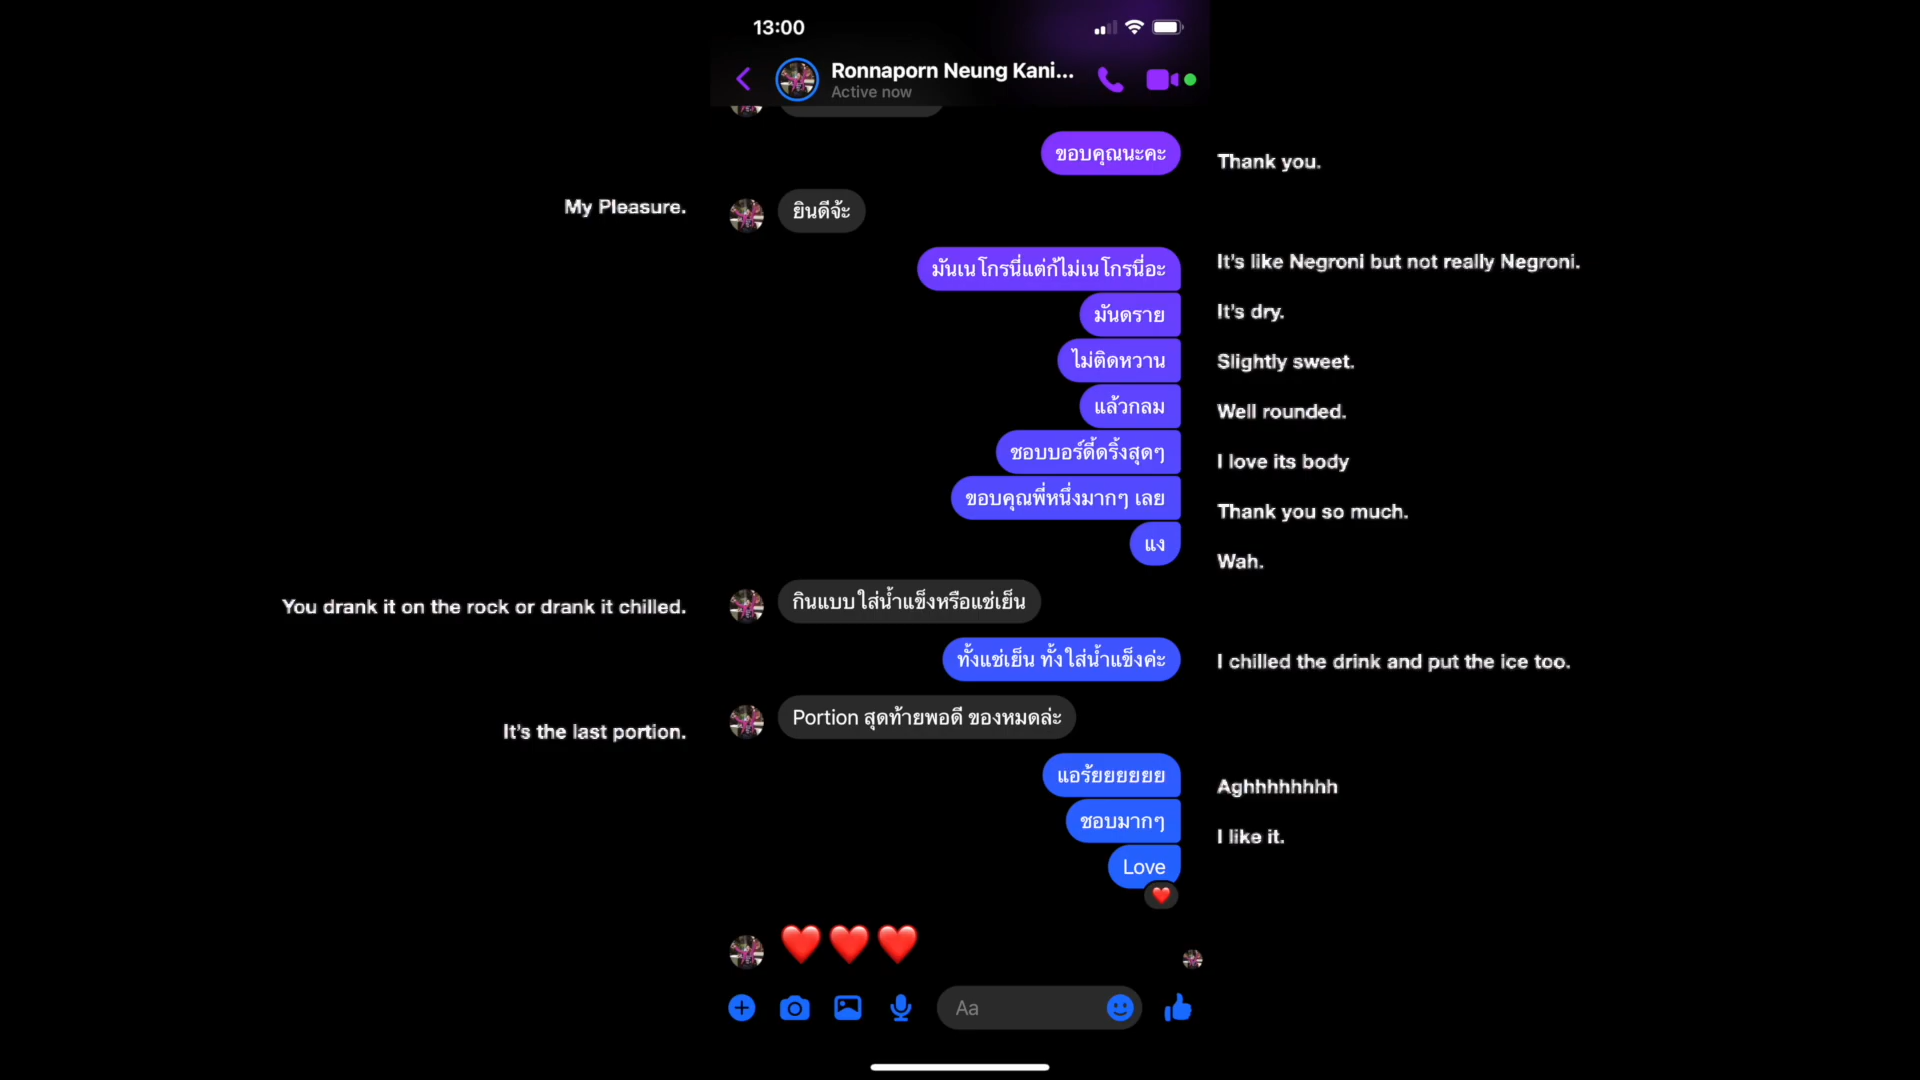 13:00
Ronnaporn Neung Kani...
Active now
ขอบคุณนะคะ
Thank you.
My Pleasure.
ยินดีจ้ะ
มันเนโกรนี่แต่ก้ไม่เนโกรนี่อะ
It's like Negroni but not really Negroni.
มันดราย
It's dry.
ไม่ติดหวาน
Slightly sweet.
แล้วกลม
Well rounded.
ชอบบอร์ดี้ดริ้งสุดๆ
I love its body
ขอบคุณพี่หนึ่งมากๆ เลย
Thank you so much.
แง
Wah.
You drank it on the rock or drank it chilled.
กินแบบใส่น้ำแข็งหรือแช่เย็น
ทั้งแช่เย็น ทั้งใส่น้ำแข็งค่ะ
I chilled the drink and put the ice too.
It's the last portion.
Portion สุดท้ายพอดี ของหมดล่ะ
แอร้ยยยยยย
Aghhhhhhhh
ชอบมากๆ
I like it.
Love
Aa